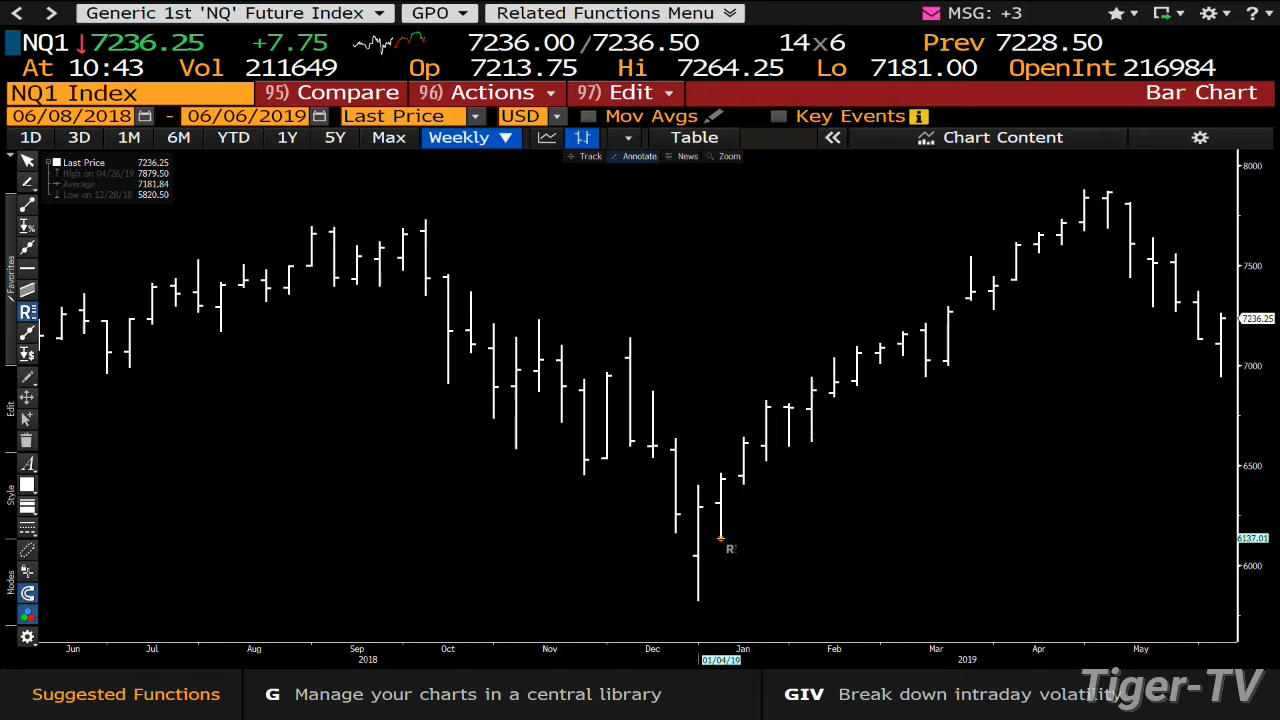 Generic 1st 'NQ' Future Index GPO Related Functions Menu MSG: +3 ?
NQ1 ↓7236.25 +7.75 7236.00 /7236.50 14x6 Prev 7228.50
At 10:43 Vol 211649 Op 7213.75 Hi 7264.25 Lo 7181.00 OpenInt 216984
NQ1 Index 95) Compare 96) Actions 97) Edit Bar Chart
06/08/2018 - 06/06/2019 Last Price USD Mov Avgs Key Events i
1D 3D 1M 6M YTD 1Y 5Y Max Weekly ▼ Table « Chart Content
Track Annotate News Zoom
Last Price 7236.25
High on 04/26/19 7879.50
Average 7181.84
Low on 12/28/18 5820.50
Favorites
Edit
Style
Modes
R
A
8000
7500
7236.25
7000
6500
6137.01
6000
R
Jun Jul Aug Sep Oct Nov Dec Jan Feb Mar Apr May
2018 01/04/19 2019
Suggested Functions G Manage your charts in a central library GIV Break down intraday volatility
Tiger-TV